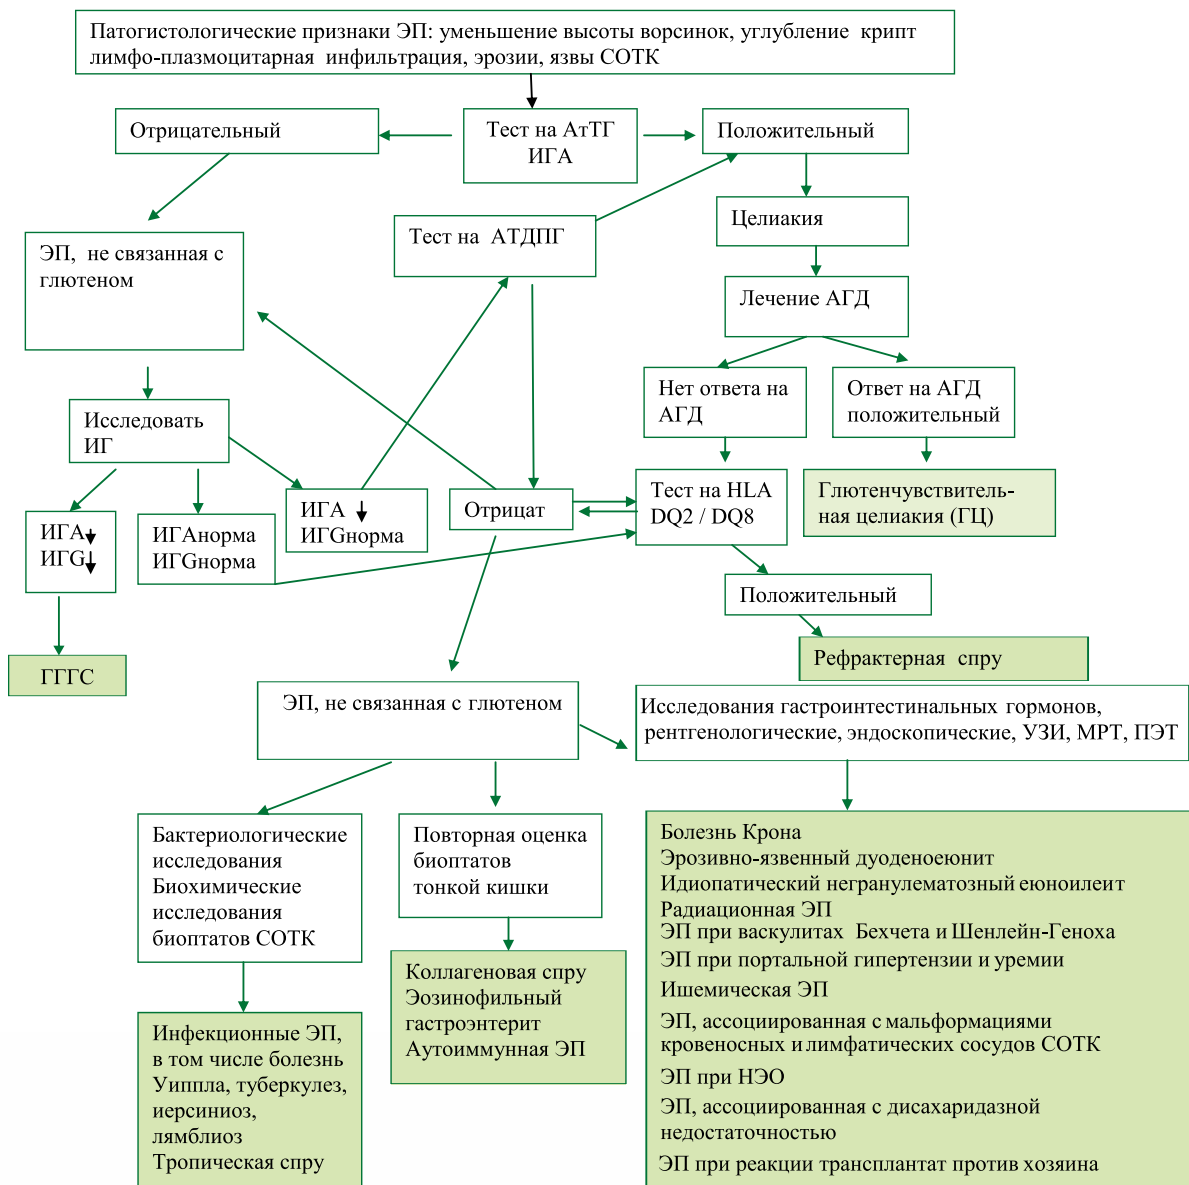 Патогистологические признаки ЭП: уменьшение высоты ворсинок, углубление крипт
лимфо-плазмоцитарная инфильтрация, эрозии, язвы СОТК
Отрицательный
Тест на АтТГ
ИГА
Положительный
ЭП, не связанная с
глютеном
Тест на АТДПГ
Целиакия
Лечение АГД
Нет ответа на
АГД
Ответ на АГД
положительный
Исследовать
ИГ
ИГА
ИГG
ИГАнорма
ИГGнорма
ИГА
ИГGнорма
Отрицат
Тест на HLA
DQ2 / DQ8
Глютенчувствитель-
ная целиакия (ГЦ)
Положительный
ГГГС
Рефрактерная спру
ЭП, не связанная с глютеном
Исследования гастроинтестинальных гормонов,
рентгенологические, эндоскопические, УЗИ, МРТ, ПЭТ
Бактериологические
исследования
Биохимические
исследования
биоптатов СОТК
Повторная оценка
биоптатов
тонкой кишки
Инфекционные ЭП,
в том числе болезнь
Уиппла, туберкулез,
иерсиниоз,
лямблиоз
Тропическая спру
Коллагеновая спру
Эозинофильный
гастроэнтерит
Аутоиммунная ЭП
Болезнь Крона
Эрозивно-язвенный дуоденоеюнит
Идиопатический негранулематозный еюноилеит
Радиационная ЭП
ЭП при васкулитах Бехчета и Шенлейн-Геноха
ЭП при портальной гипертензии и уремии
Ишемическая ЭП
ЭП, ассоциированная с мальформациями
кровеносных и лимфатических сосудов СОТК
ЭП при НЭО
ЭП, ассоциированная с дисахаридазной
недостаточностью
ЭП при реакции трансплантат против хозяина